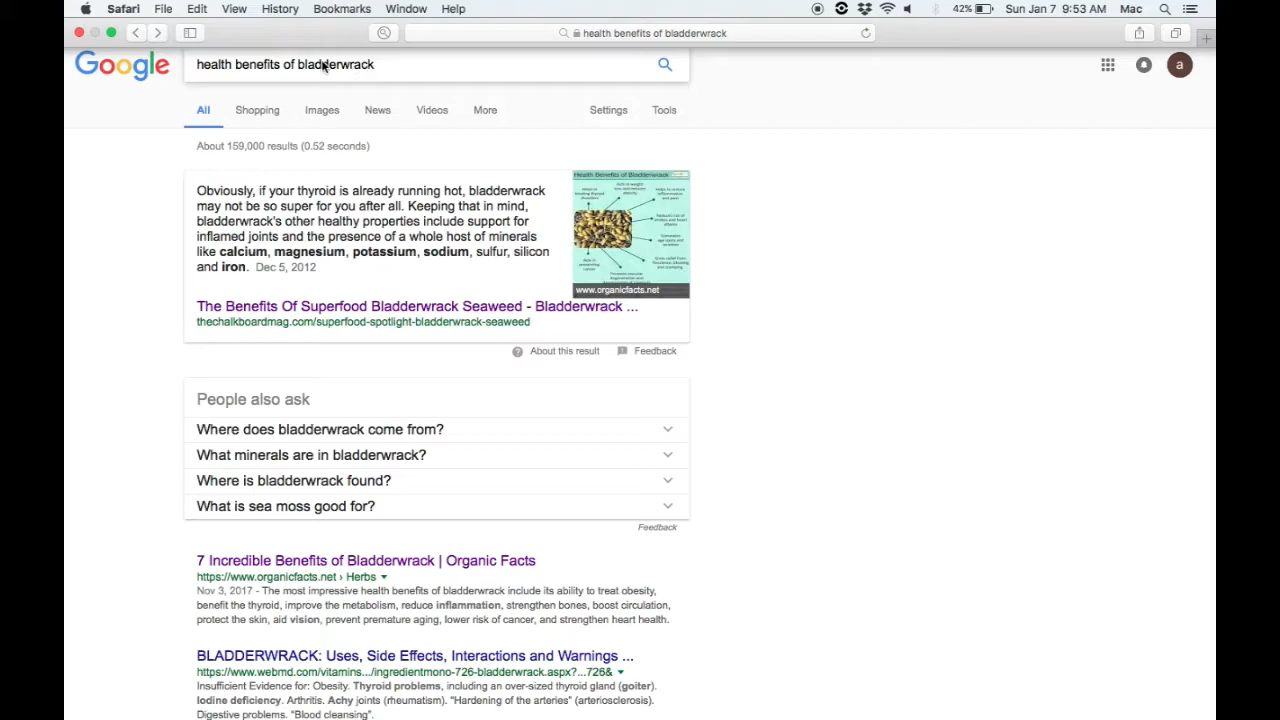 Safari File Edit View History Bookmarks Window Help 42% Sun Jan 7 9:53 AM Mac
health benefits of bladderwrack
Google health benefits of bladderwrack a
All Shopping Images News Videos More Settings Tools
About 159,000 results (0.52 seconds)
Obviously, if your thyroid is already running hot, bladderwrack
may not be so super for you after all. Keeping that in mind,
bladderwrack's other healthy properties include support for
inflamed joints and the presence of a whole host of minerals
like calcium, magnesium, potassium, sodium, sulfur, silicon
and iron. Dec 5, 2012
Health Benefits of Bladderwrack
www.organicfacts.net
The Benefits Of Superfood Bladderwrack Seaweed - Bladderwrack ...
thechalkboardmag.com/superfood-spotlight-bladderwrack-seaweed
About this result Feedback
People also ask
Where does bladderwrack come from?
What minerals are in bladderwrack?
Where is bladderwrack found?
What is sea moss good for?
Feedback
7 Incredible Benefits of Bladderwrack | Organic Facts
https://www.organicfacts.net › Herbs
Nov 3, 2017 - The most impressive health benefits of bladderwrack include its ability to treat obesity,
benefit the thyroid, improve the metabolism, reduce inflammation, strengthen bones, boost circulation,
protect the skin, aid vision, prevent premature aging, lower risk of cancer, and strengthen heart health.
BLADDERWRACK: Uses, Side Effects, Interactions and Warnings ...
https://www.webmd.com/vitamins.../ingredientmono-726-bladderwrack.aspx?...726&
Insufficient Evidence for: Obesity. Thyroid problems, including an over-sized thyroid gland (goiter).
Iodine deficiency. Arthritis. Achy joints (rheumatism). "Hardening of the arteries" (arteriosclerosis).
Digestive problems. "Blood cleansing".